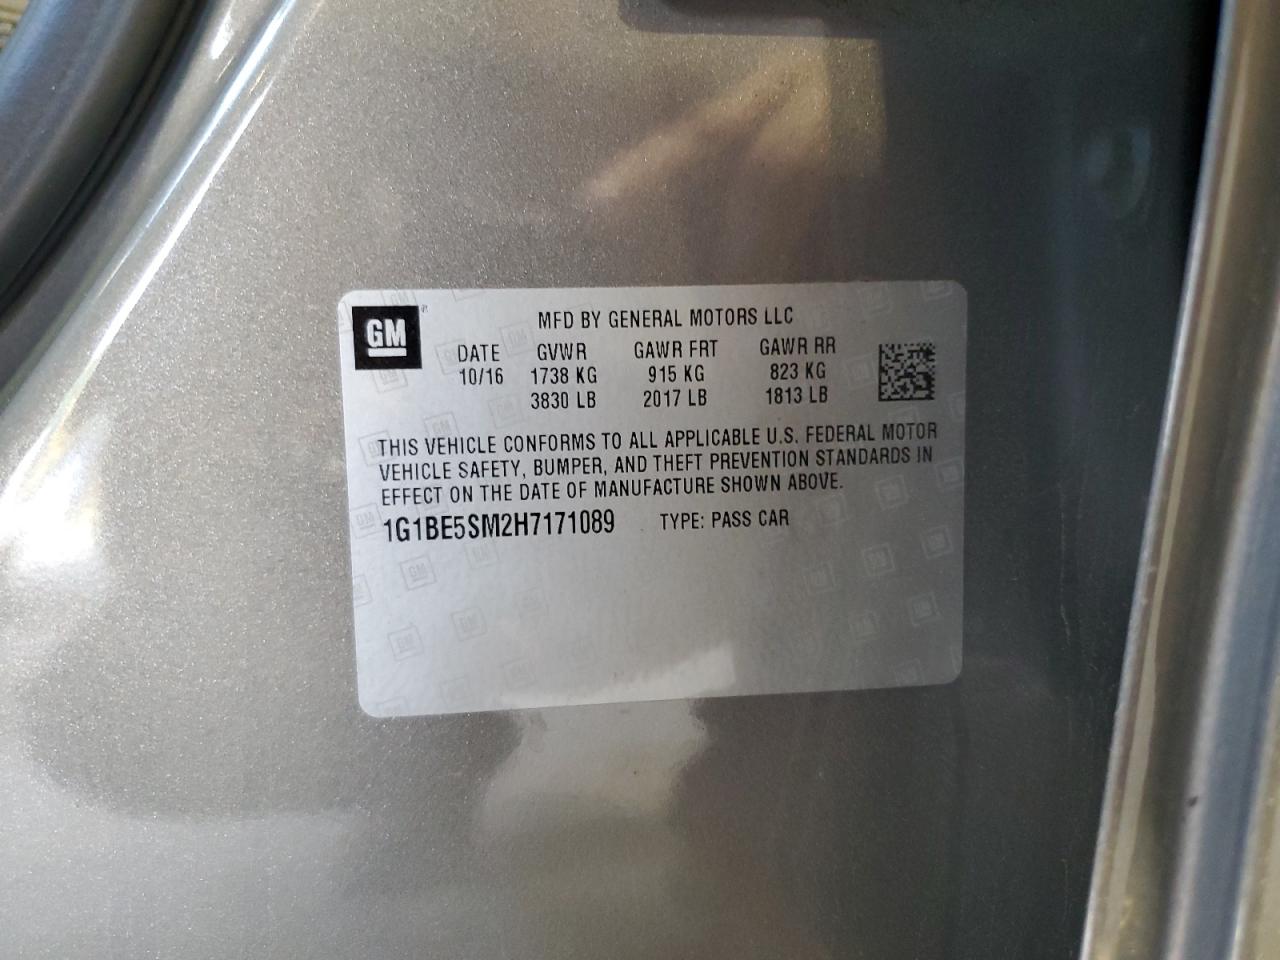 GM
MFD BY GENERAL MOTORS LLC
DATE GVWR GAWR FRT GAWR RR
10/16 1738 KG 915 KG 823 KG
3830 LB 2017 LB 1813 LB
THIS VEHICLE CONFORMS TO ALL APPLICABLE U.S. FEDERAL MOTOR
VEHICLE SAFETY, BUMPER, AND THEFT PREVENTION STANDARDS IN
EFFECT ON THE DATE OF MANUFACTURE SHOWN ABOVE.
1G1BE5SM2H7171089 TYPE: PASS CAR